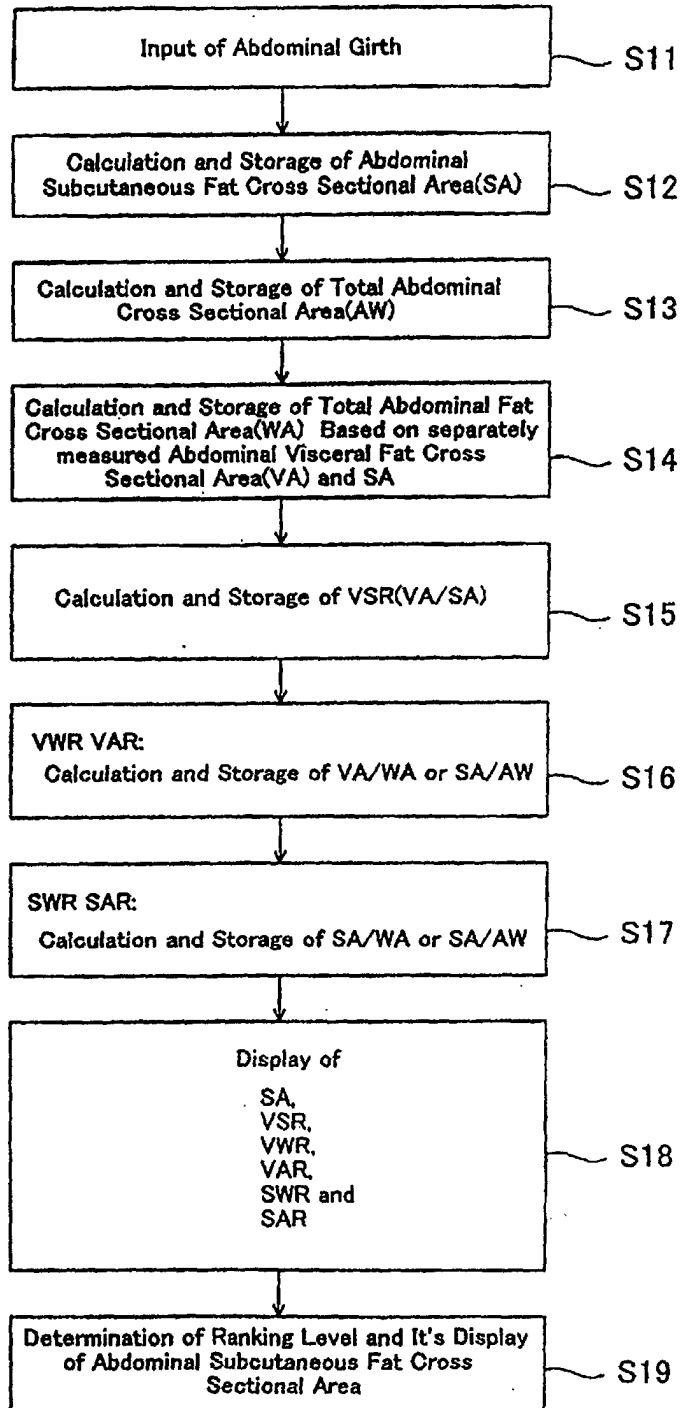 Input of Abdominal Girth
S11
Calculation and Storage of Abdominal
Subcutaneous Fat Cross Sectional Area(SA)
S12
Calculation and Storage of Total Abdominal
Cross Sectional Area(AW)
S13
Calculation and Storage of Total Abdominal Fat
Cross Sectional Area(WA) Based on separately
measured Abdominal Visceral Fat Cross
Sectional Area(VA) and SA
S14
Calculation and Storage of VSR(VA/SA)
S15
VWR VAR:
Calculation and Storage of VA/WA or SA/AW
S16
SWR SAR:
Calculation and Storage of SA/WA or SA/AW
S17
Display of
SA,
VSR,
VWR,
VAR,
SWR and
SAR
S18
Determination of Ranking Level and It's Display
of Abdominal Subcutaneous Fat Cross
Sectional Area
S19